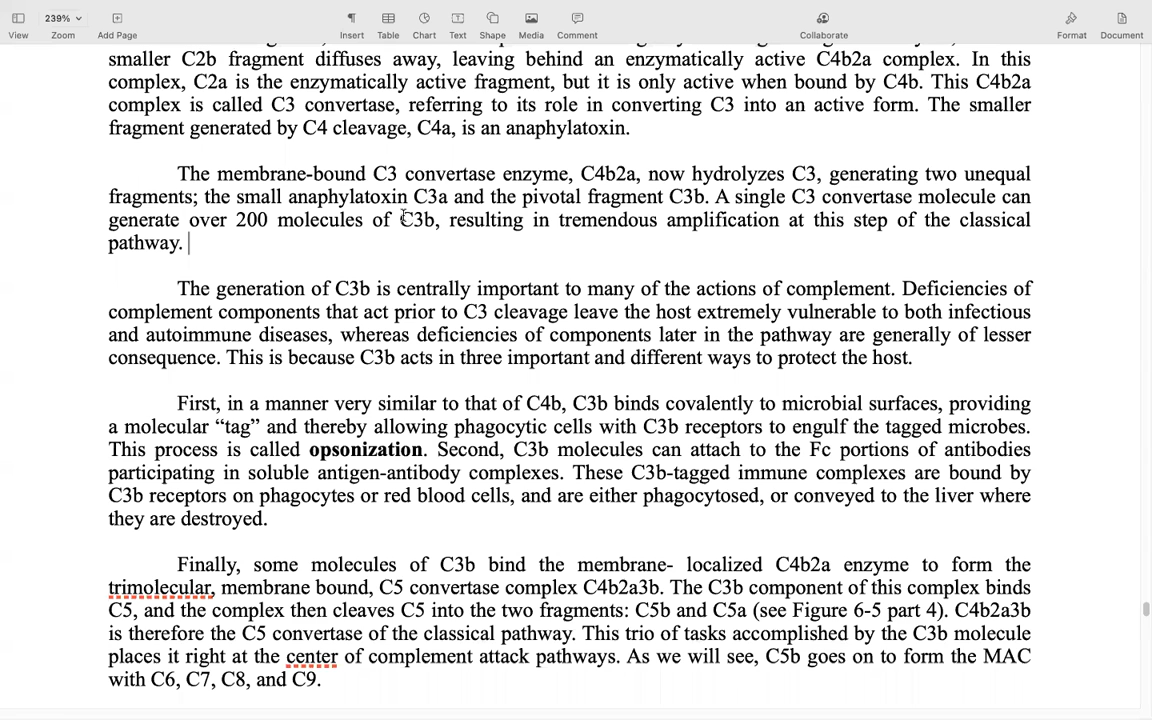 239%
View
Zoom
Add Page
Insert
Table
Chart
Text
Shape
Media
Comment
Collaborate
Format
Document
smaller C2b fragment diffuses away, leaving behind an enzymatically active C4b2a complex. In this
complex, C2a is the enzymatically active fragment, but it is only active when bound by C4b. This C4b2a
complex is called C3 convertase, referring to its role in converting C3 into an active form. The smaller
fragment generated by C4 cleavage, C4a, is an anaphylatoxin.
The membrane-bound C3 convertase enzyme, C4b2a, now hydrolyzes C3, generating two unequal
fragments; the small anaphylatoxin C3a and the pivotal fragment C3b. A single C3 convertase molecule can
generate over 200 molecules of C3b, resulting in tremendous amplification at this step of the classical
pathway.
The generation of C3b is centrally important to many of the actions of complement. Deficiencies of
complement components that act prior to C3 cleavage leave the host extremely vulnerable to both infectious
and autoimmune diseases, whereas deficiencies of components later in the pathway are generally of lesser
consequence. This is because C3b acts in three important and different ways to protect the host.
First, in a manner very similar to that of C4b, C3b binds covalently to microbial surfaces, providing
a molecular “tag” and thereby allowing phagocytic cells with C3b receptors to engulf the tagged microbes.
This process is called opsonization. Second, C3b molecules can attach to the Fc portions of antibodies
participating in soluble antigen-antibody complexes. These C3b-tagged immune complexes are bound by
C3b receptors on phagocytes or red blood cells, and are either phagocytosed, or conveyed to the liver where
they are destroyed.
Finally, some molecules of C3b bind the membrane- localized C4b2a enzyme to form the
trimolecular, membrane bound, C5 convertase complex C4b2a3b. The C3b component of this complex binds
C5, and the complex then cleaves C5 into the two fragments: C5b and C5a (see Figure 6-5 part 4). C4b2a3b
is therefore the C5 convertase of the classical pathway. This trio of tasks accomplished by the C3b molecule
places it right at the center of complement attack pathways. As we will see, C5b goes on to form the MAC
with C6, C7, C8, and C9.